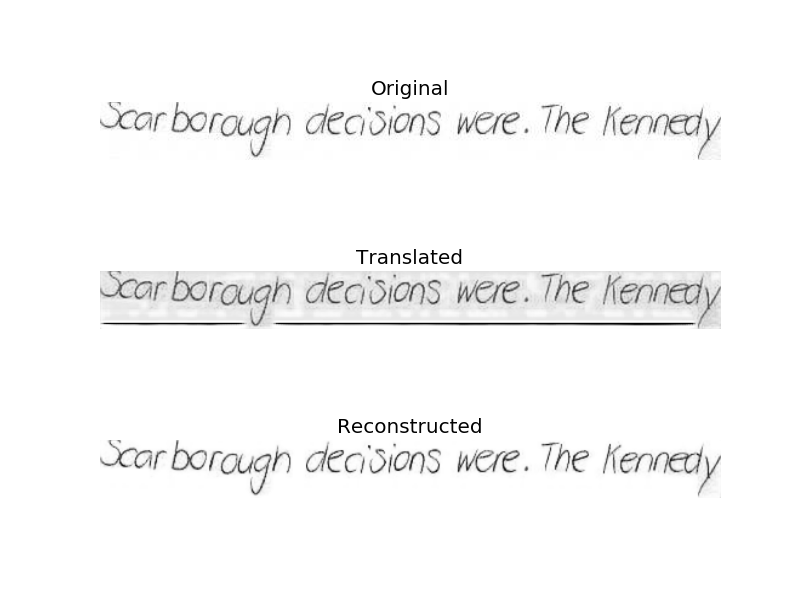 Original
Scarborough decisions were. The Kennedy
Translated
Scarborough decisions were. The Kennedy
Reconstructed
Scarborough decisions were. The Kennedy